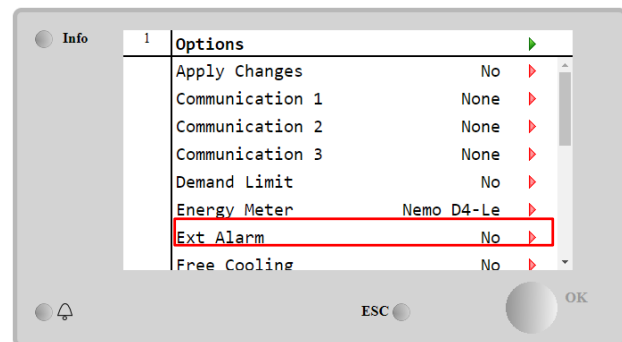 Info
1 Options
Apply Changes No
Communication 1 None
Communication 2 None
Communication 3 None
Demand Limit No
Energy Meter Nemo D4-Le
Ext Alarm No
Free Cooling No
ESC
OK